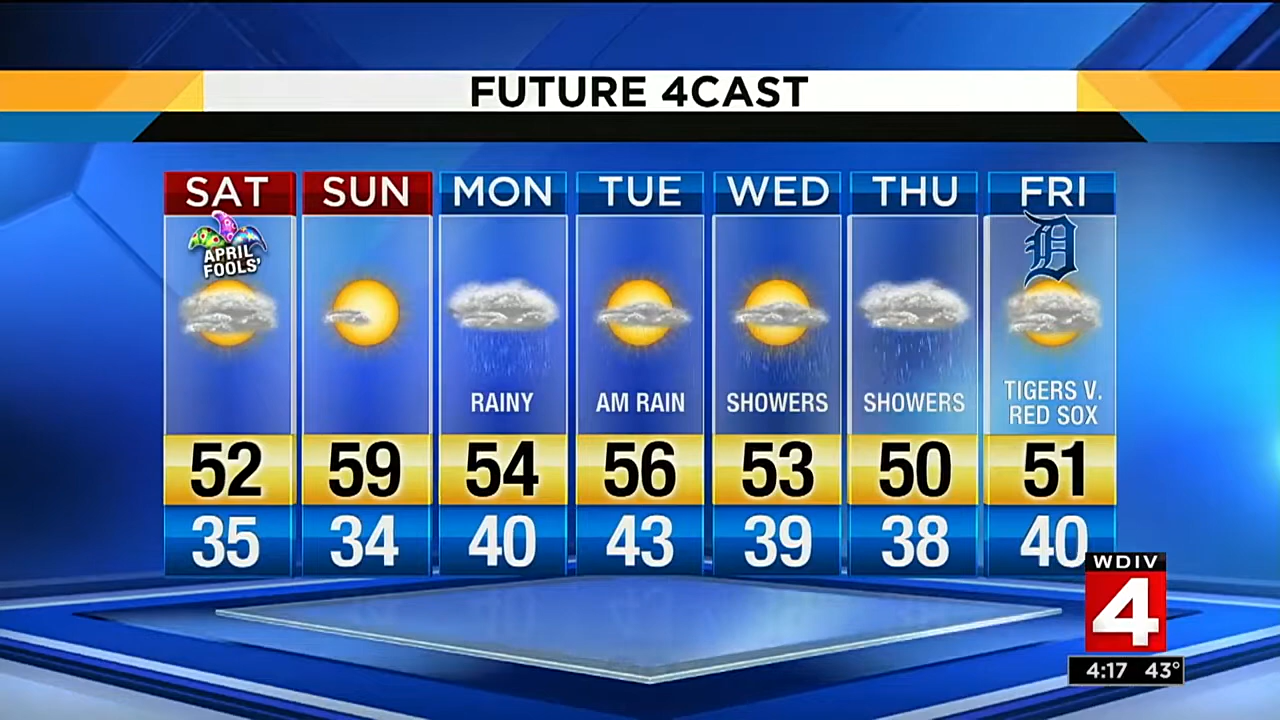 FUTURE 4CAST
SAT SUN MON TUE WED THU FRI
APRIL
FOOLS'
D
RAINY AM RAIN SHOWERS SHOWERS TIGERS V.
RED SOX
52 59 54 56 53 50 51
35 34 40 43 39 38 40
WDIV
4
4:17 43°